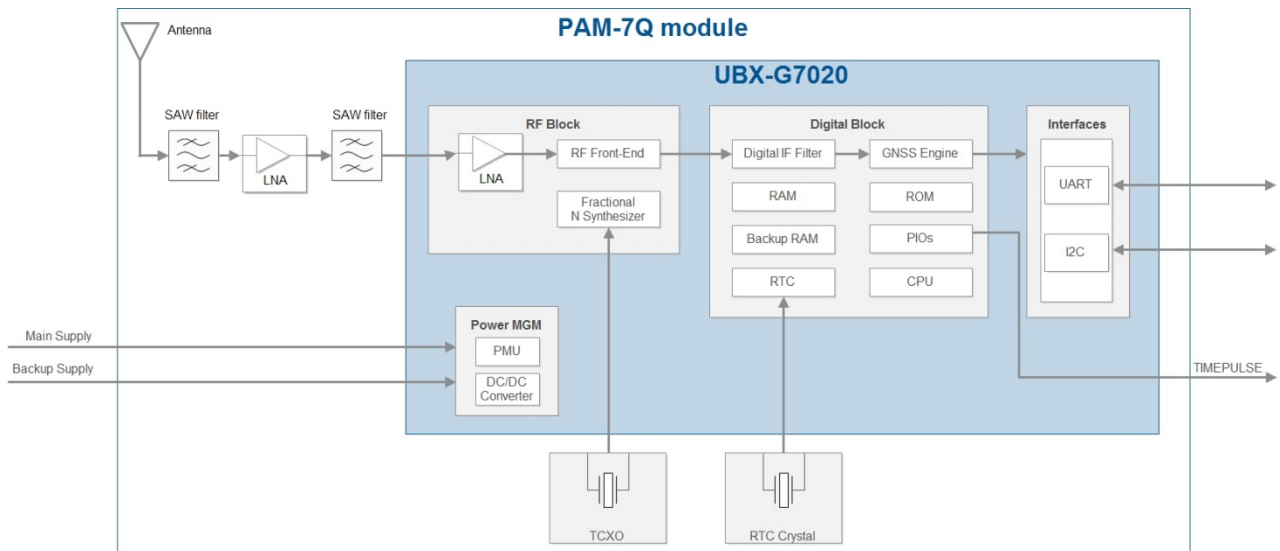 PAM-7Q module
Antenna
UBX-G7020
SAW filter
SAW filter
LNA
RF Block
LNA
RF Front-End
Fractional
N Synthesizer
Digital Block
Digital IF Filter
GNSS Engine
RAM
ROM
Backup RAM
PIOs
RTC
CPU
Interfaces
UART
I2C
Main Supply
Backup Supply
Power MGM
PMU
DC/DC
Converter
TIMEPULSE
TCXO
RTC Crystal